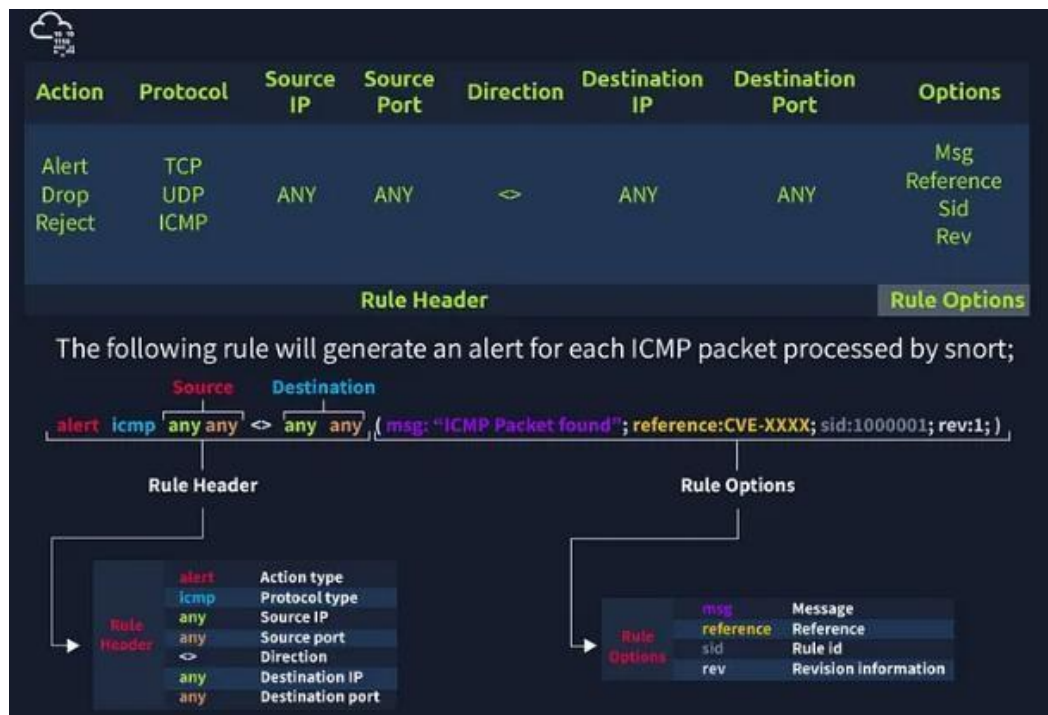 Action Protocol Source IP Source Port Direction Destination IP Destination Port Options
Alert TCP ANY ANY <> ANY ANY Msg
Drop UDP Reference
Reject ICMP Sid
Rev
Rule Header Rule Options
The following rule will generate an alert for each ICMP packet processed by snort;
Source Destination
alert icmp any any <> any any ( msg: “ICMP Packet found”; reference:CVE-XXXX; sid:1000001; rev:1; )
Rule Header Rule Options
Rule Header
alert Action type
icmp Protocol type
any Source IP
any Source port
<> Direction
any Destination IP
any Destination port
Rule Options
msg Message
reference Reference
sid Rule id
rev Revision information